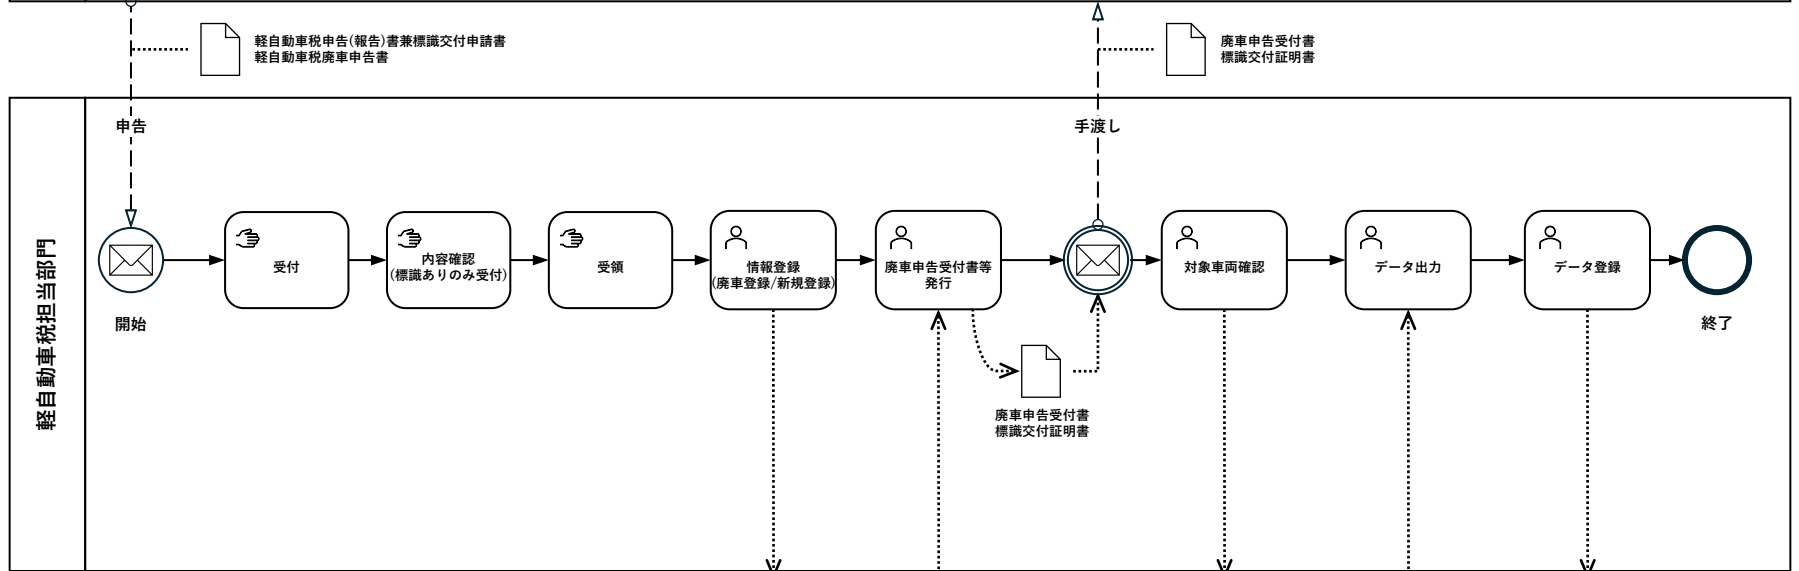 軽自動車税申告(報告)書兼標識交付申請書
軽自動車税廃車申告書
廃車申告受付書
標識交付証明書
申告
手渡し
軽自動車税担当部門
開始
受付
内容確認
(標識ありのみ受付)
受領
情報登録
(廃車登録/新規登録)
廃車申告受付書等
発行
対象車両確認
データ出力
データ登録
終了
廃車申告受付書
標識交付証明書